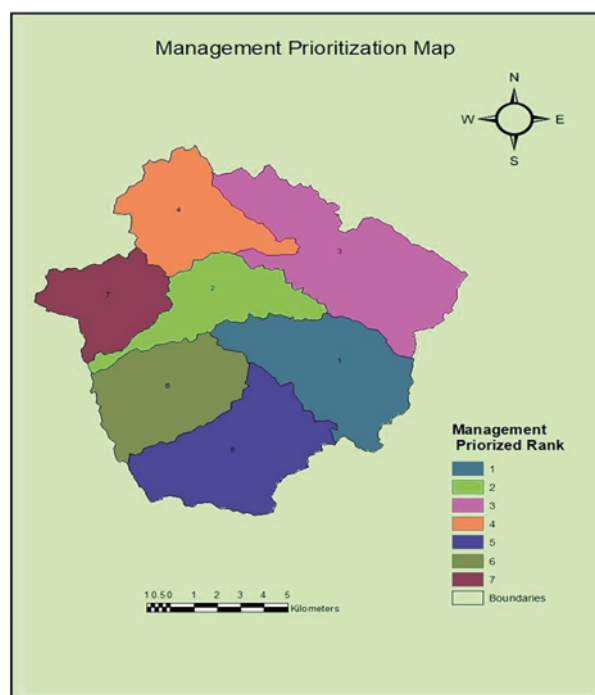 Management Prioritization Map
N
W E
S
4
3
7
2
1
6
5
Management
Priorized Rank
1
2
3
4
5
6
7
Boundaries
1 0.5 0 1 2 3 4 5
Kilometers